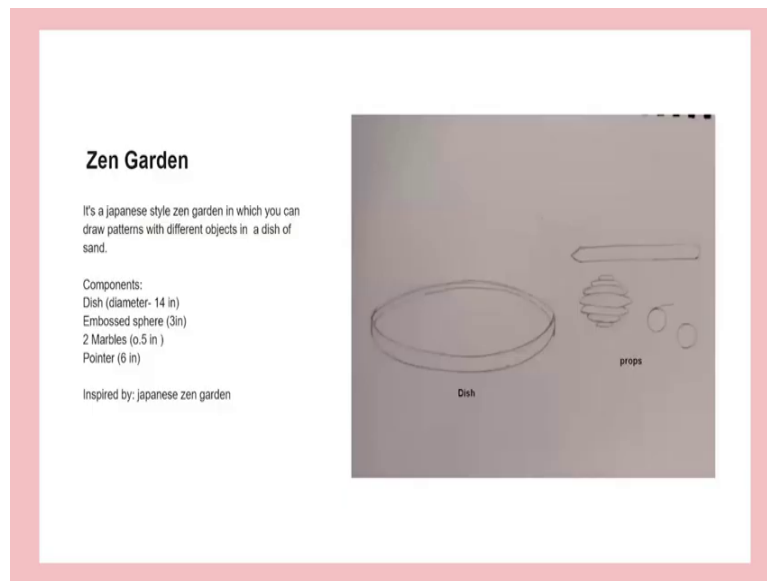 Zen Garden
It's a japanese style zen garden in which you can
draw patterns with different objects in a dish of
sand.
Components:
Dish (diameter- 14 in)
Embossed sphere (3in)
2 Marbles (o.5 in )
Pointer (6 in)
Inspired by: japanese zen garden
Dish
props